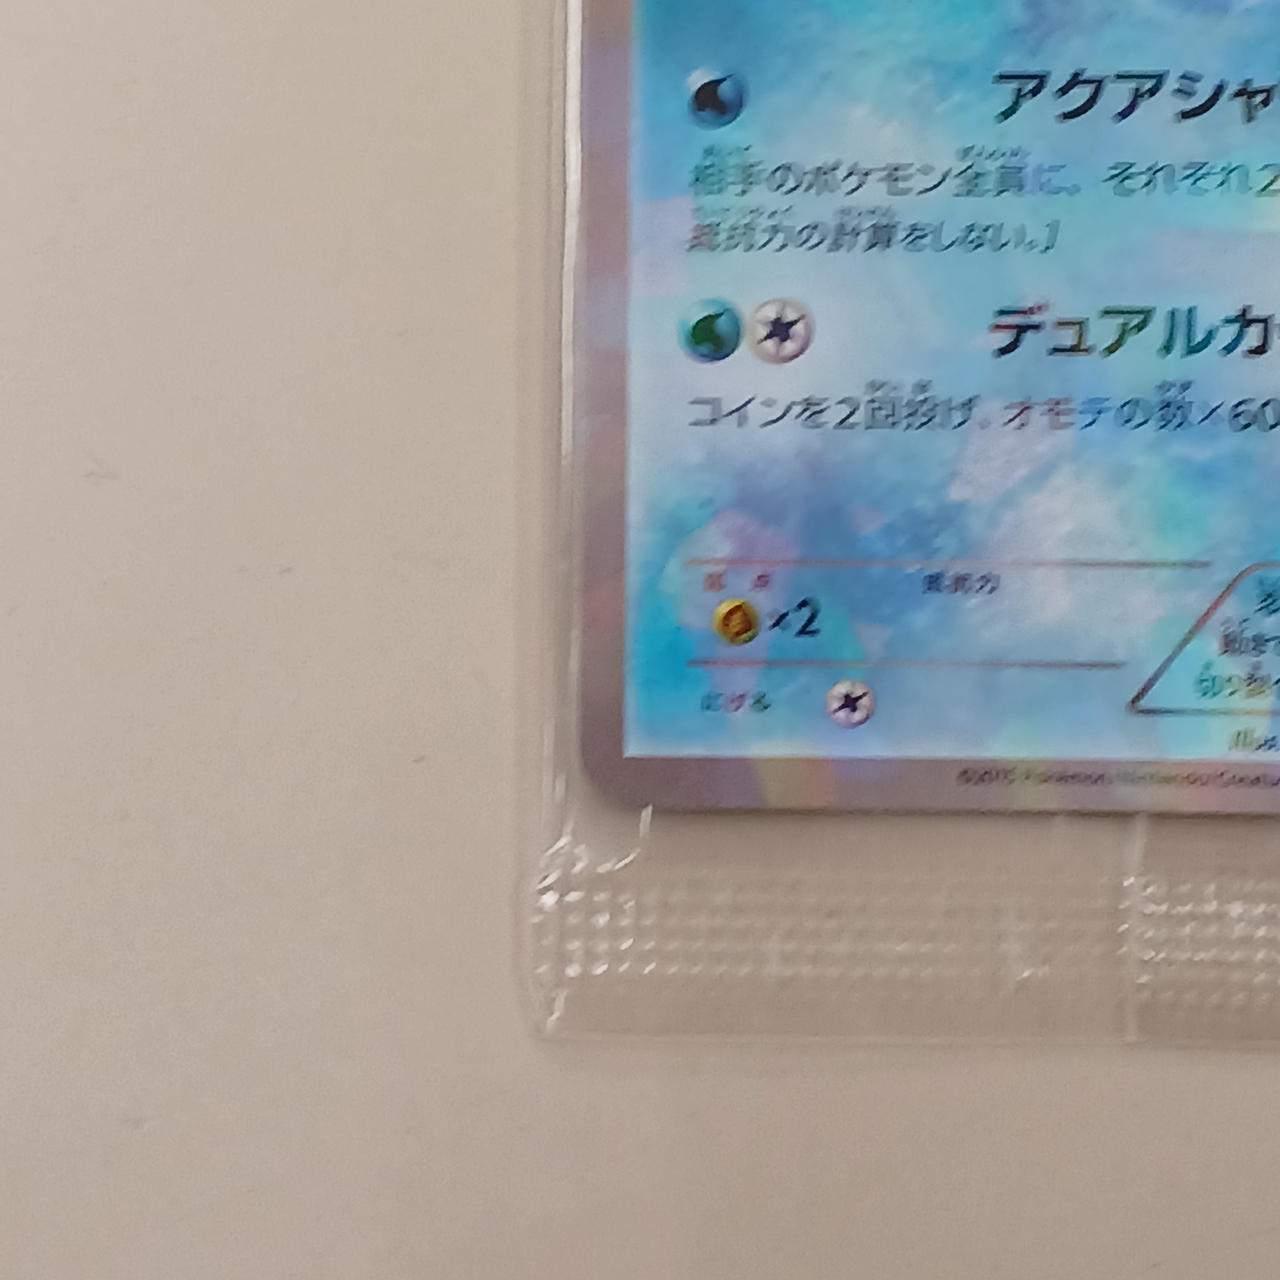 アクアシャ
相手のポケモン全員に、それぞれ2
抵抗力の計算をしない。]
デュアルカ
コインを2回投げ、オモテの数×60
弱点 抵抗力
×2
にげる
Illus